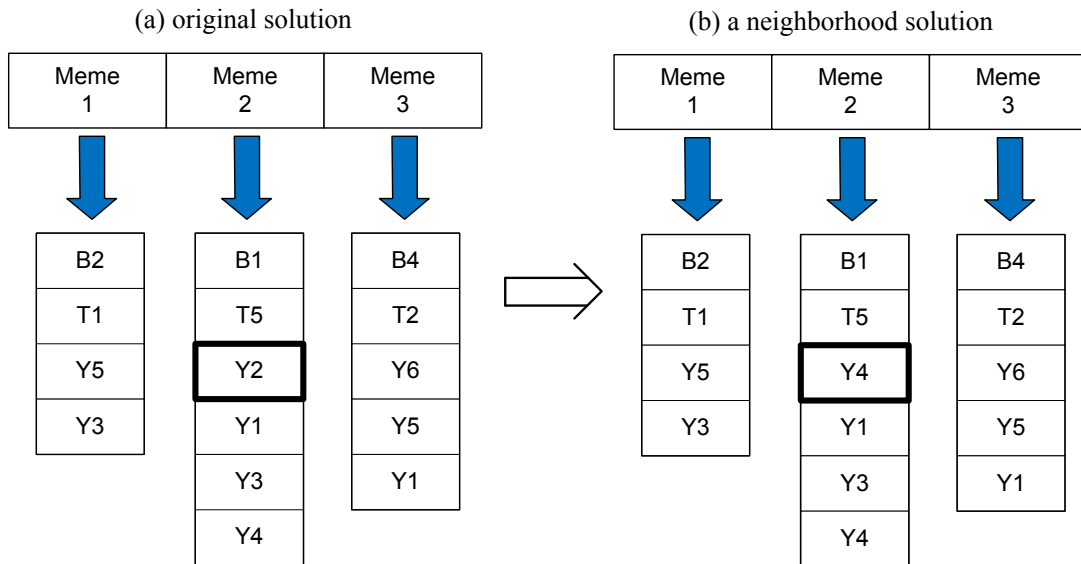 (a) original solution
Meme
1
Meme
2
Meme
3
B2
T1
Y5
Y3
B1
T5
Y2
Y1
Y3
Y4
B4
T2
Y6
Y5
Y1
(b) a neighborhood solution
Meme
1
Meme
2
Meme
3
B2
T1
Y5
Y3
B1
T5
Y4
Y1
Y3
Y4
B4
T2
Y6
Y5
Y1